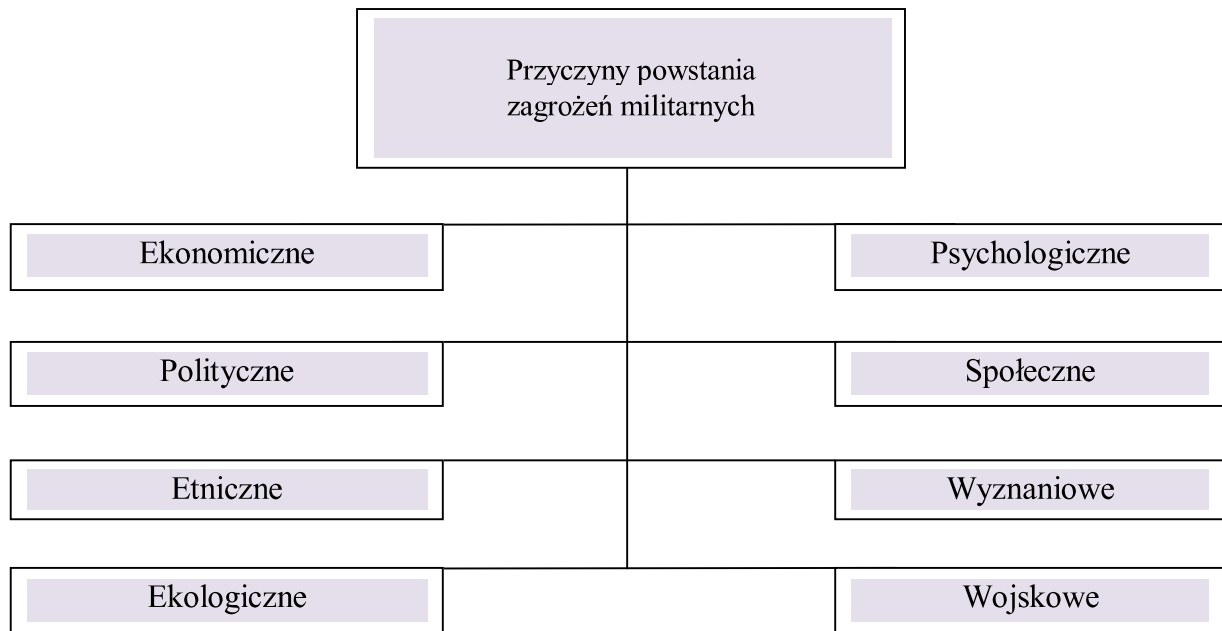 Przyczyny powstania
zagrożeń militarnych
Ekonomiczne
Psychologiczne
Polityczne
Społeczne
Etniczne
Wyznaniowe
Ekologiczne
Wojskowe